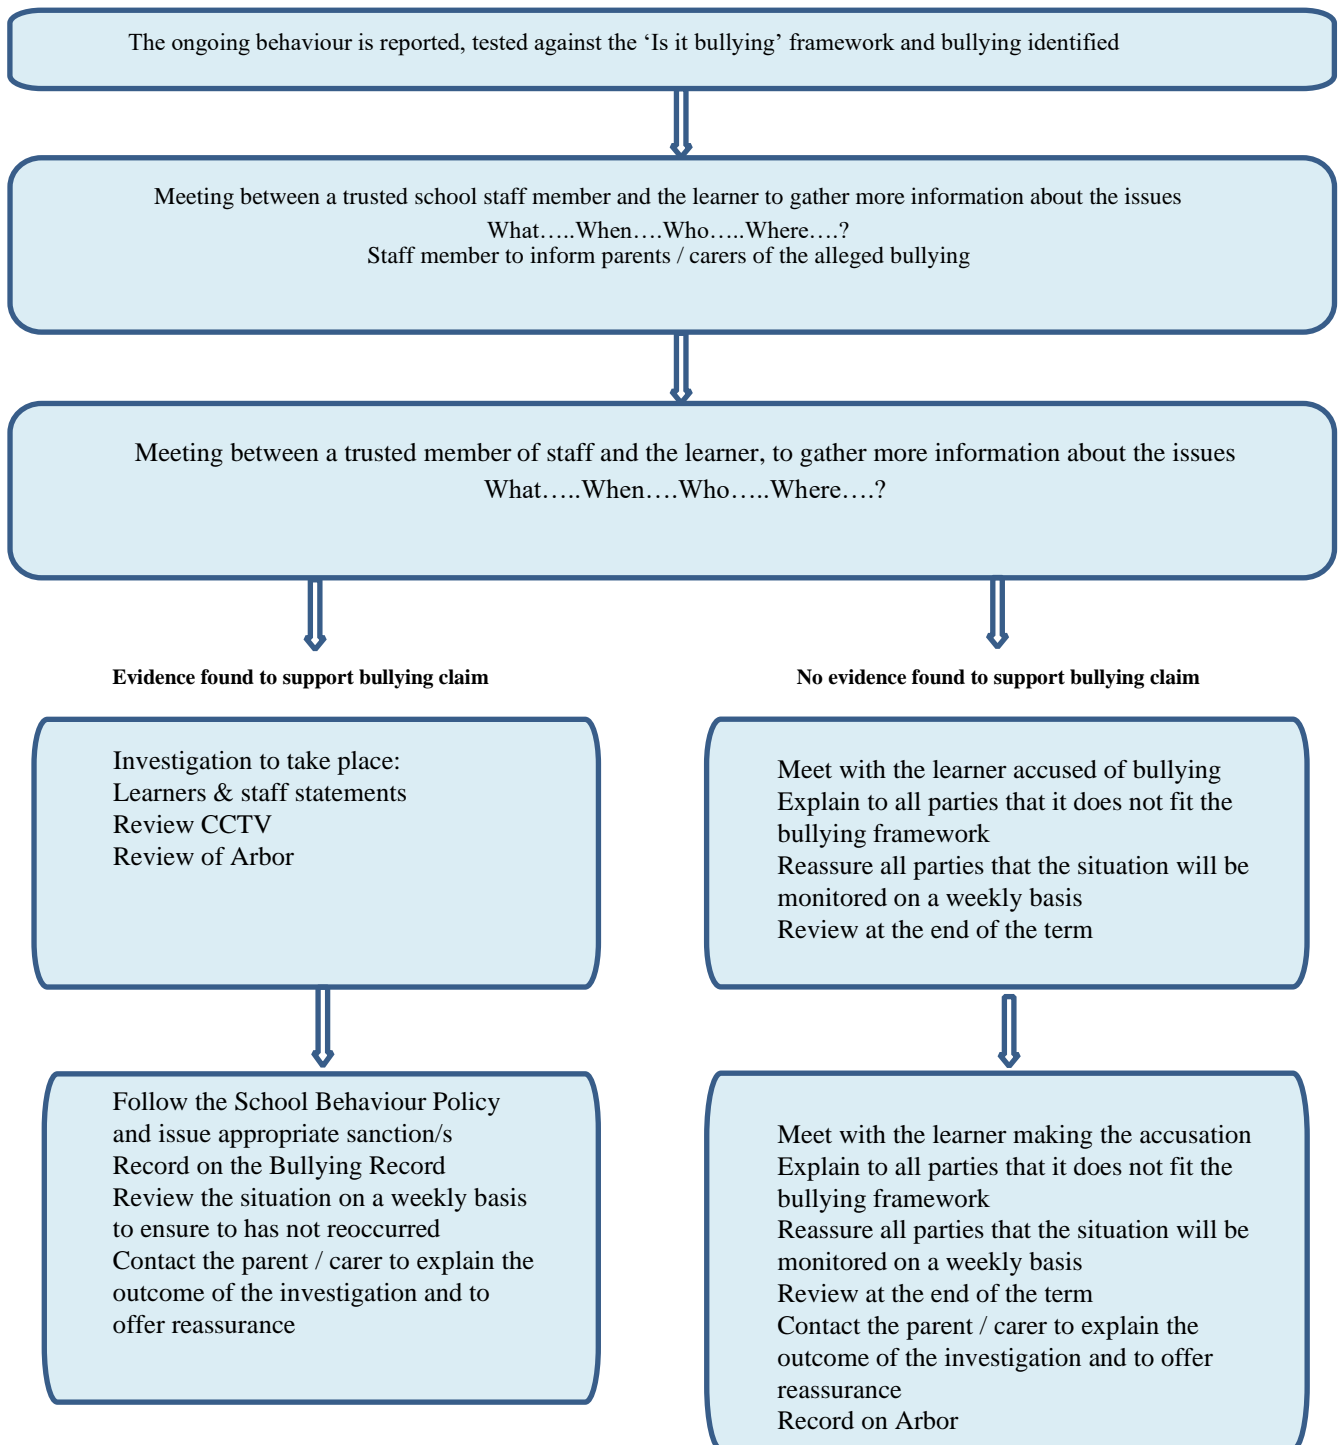 The ongoing behaviour is reported, tested against the ‘Is it bullying’ framework and bullying identified
Meeting between a trusted school staff member and the learner to gather more information about the issues
What…..When….Who…..Where….?
Staff member to inform parents / carers of the alleged bullying
Meeting between a trusted member of staff and the learner, to gather more information about the issues
What…..When….Who…..Where….?
Evidence found to support bullying claim
Investigation to take place:
Learners & staff statements
Review CCTV
Review of Arbor
Follow the School Behaviour Policy
and issue appropriate sanction/s
Record on the Bullying Record
Review the situation on a weekly basis
to ensure to has not reoccurred
Contact the parent / carer to explain the
outcome of the investigation and to
offer reassurance
No evidence found to support bullying claim
Meet with the learner accused of bullying
Explain to all parties that it does not fit the
bullying framework
Reassure all parties that the situation will be
monitored on a weekly basis
Review at the end of the term
Meet with the learner making the accusation
Explain to all parties that it does not fit the
bullying framework
Reassure all parties that the situation will be
monitored on a weekly basis
Review at the end of the term
Contact the parent / carer to explain the
outcome of the investigation and to offer
reassurance
Record on Arbor